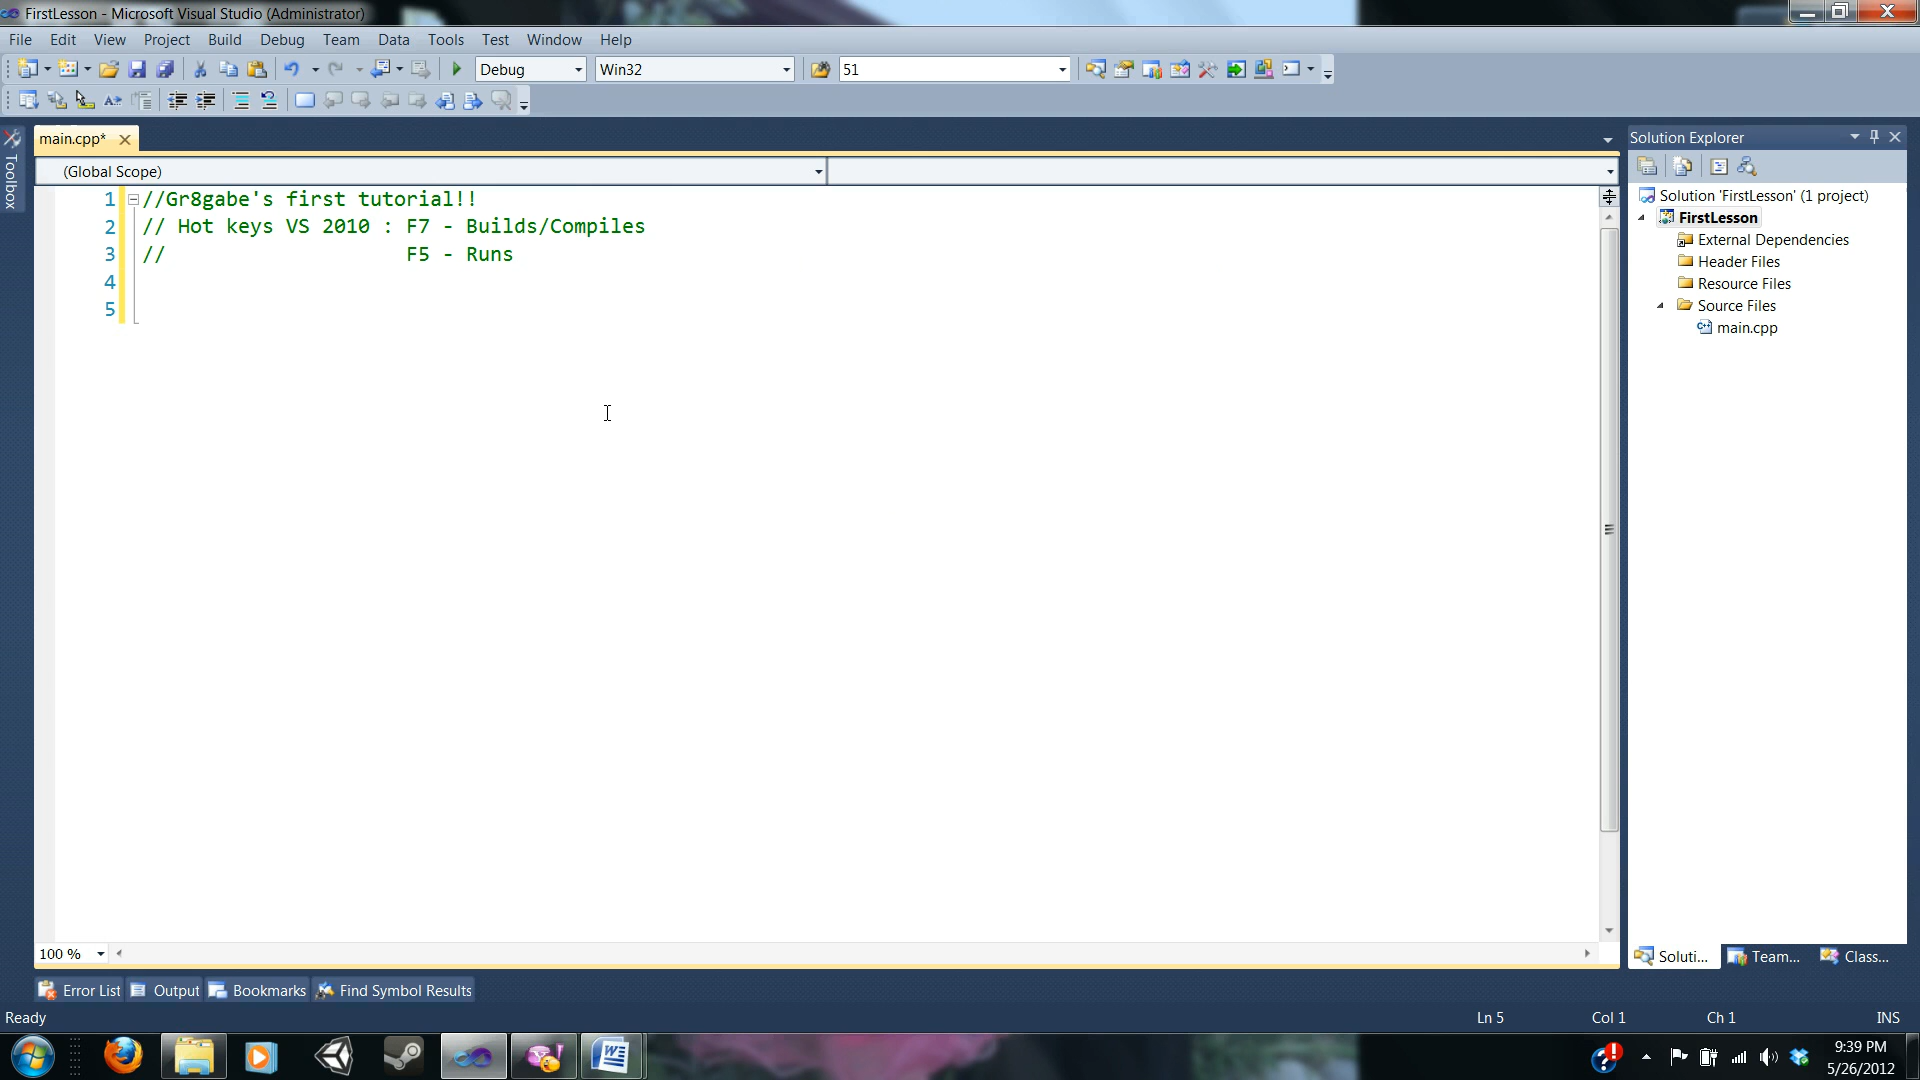 FirstLesson - Microsoft Visual Studio (Administrator)
File Edit View Project Build Debug Team Data Tools Test Window Help
Debug Win32 51
Toolbox
main.cpp*
(Global Scope)
1 //Gr8gabe's first tutorial!!
2 // Hot keys VS 2010 : F7 - Builds/Compiles
3 // F5 - Runs
4
5
100 %
Solution Explorer
Solution 'FirstLesson' (1 project)
FirstLesson
External Dependencies
Header Files
Resource Files
Source Files
main.cpp
Soluti... Team... Class...
Error List Output Bookmarks Find Symbol Results
Ready Ln 5 Col 1 Ch 1 INS
9:39 PM
5/26/2012